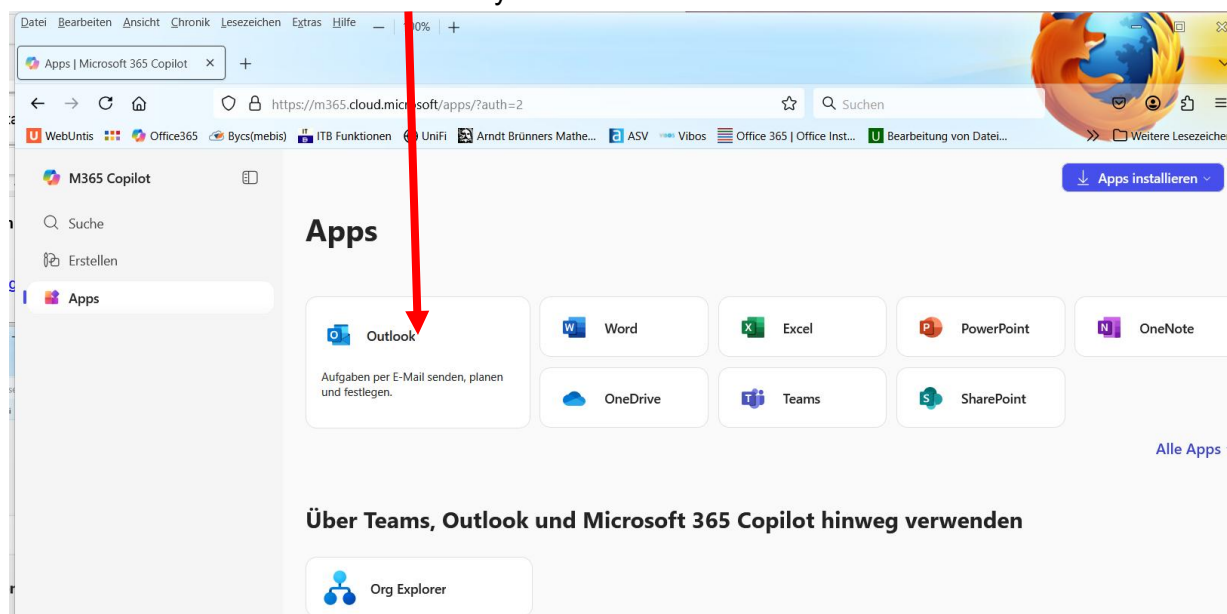 Datei Bearbeiten Ansicht Chronik Lesezeichen Extras Hilfe
Apps | Microsoft 365 Copilot
https://m365.cloud.microsoft/apps/?auth=2 Suchen
WebUntis Office365 Bycs(mebis) ITB Funktionen UniFi Arndt Brünners Mathe... ASV Vibos Office 365 | Office Inst... Bearbeitung von Datei... Weitere Lesezeichen
M365 Copilot
Apps installieren
Suche
Apps
Erstellen
Apps
Outlook
Word
Excel
PowerPoint
OneNote
Aufgaben per E-Mail senden, planen
und festlegen.
OneDrive
Teams
SharePoint
Alle Apps
Über Teams, Outlook und Microsoft 365 Copilot hinweg verwenden
Org Explorer